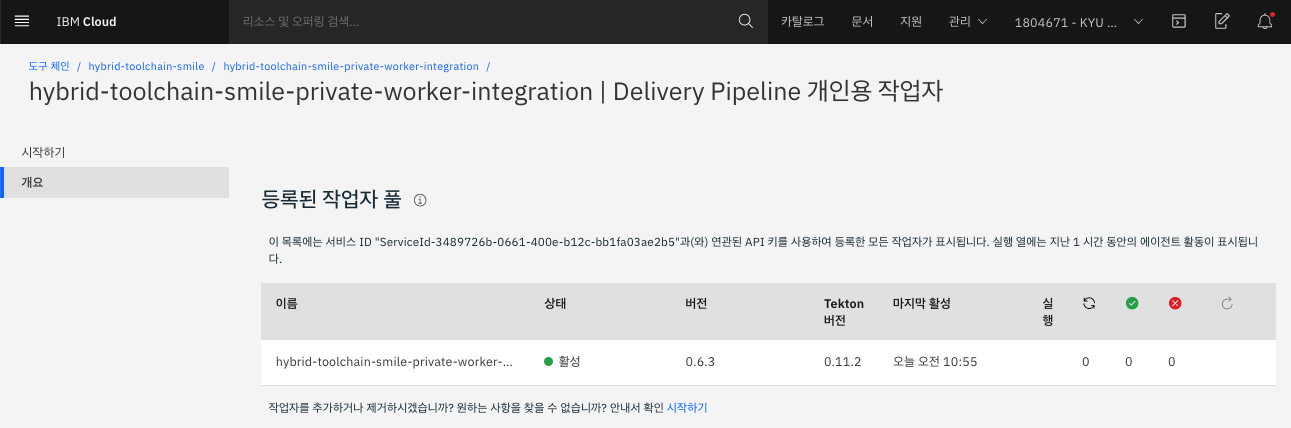 IBM Cloud
리소스 및 오퍼링 검색...
카탈로그
문서
지원
관리
1804671 - KYU ...
도구 체인 / hybrid-toolchain-smile / hybrid-toolchain-smile-private-worker-integration /
hybrid-toolchain-smile-private-worker-integration | Delivery Pipeline 개인용 작업자
시작하기
개요
등록된 작업자 풀
이 목록에는 서비스 ID "ServiceId-3489726b-0661-400e-b12c-bb1fa03ae2b5"과(와) 연관된 API 키를 사용하여 등록한 모든 작업자가 표시됩니다. 실행 열에는 지난 1 시간 동안의 에이전트 활동이 표시됩니
다.
이름 상태 버전 Tekton 마지막 활성 실
버전 행
hybrid-toolchain-smile-private-worker-... 활성 0.6.3 0.11.2 오늘 오전 10:55 0 0 0
작업자를 추가하거나 제거하시겠습니까? 원하는 사항을 찾을 수 없습니까? 안내서 확인 시작하기